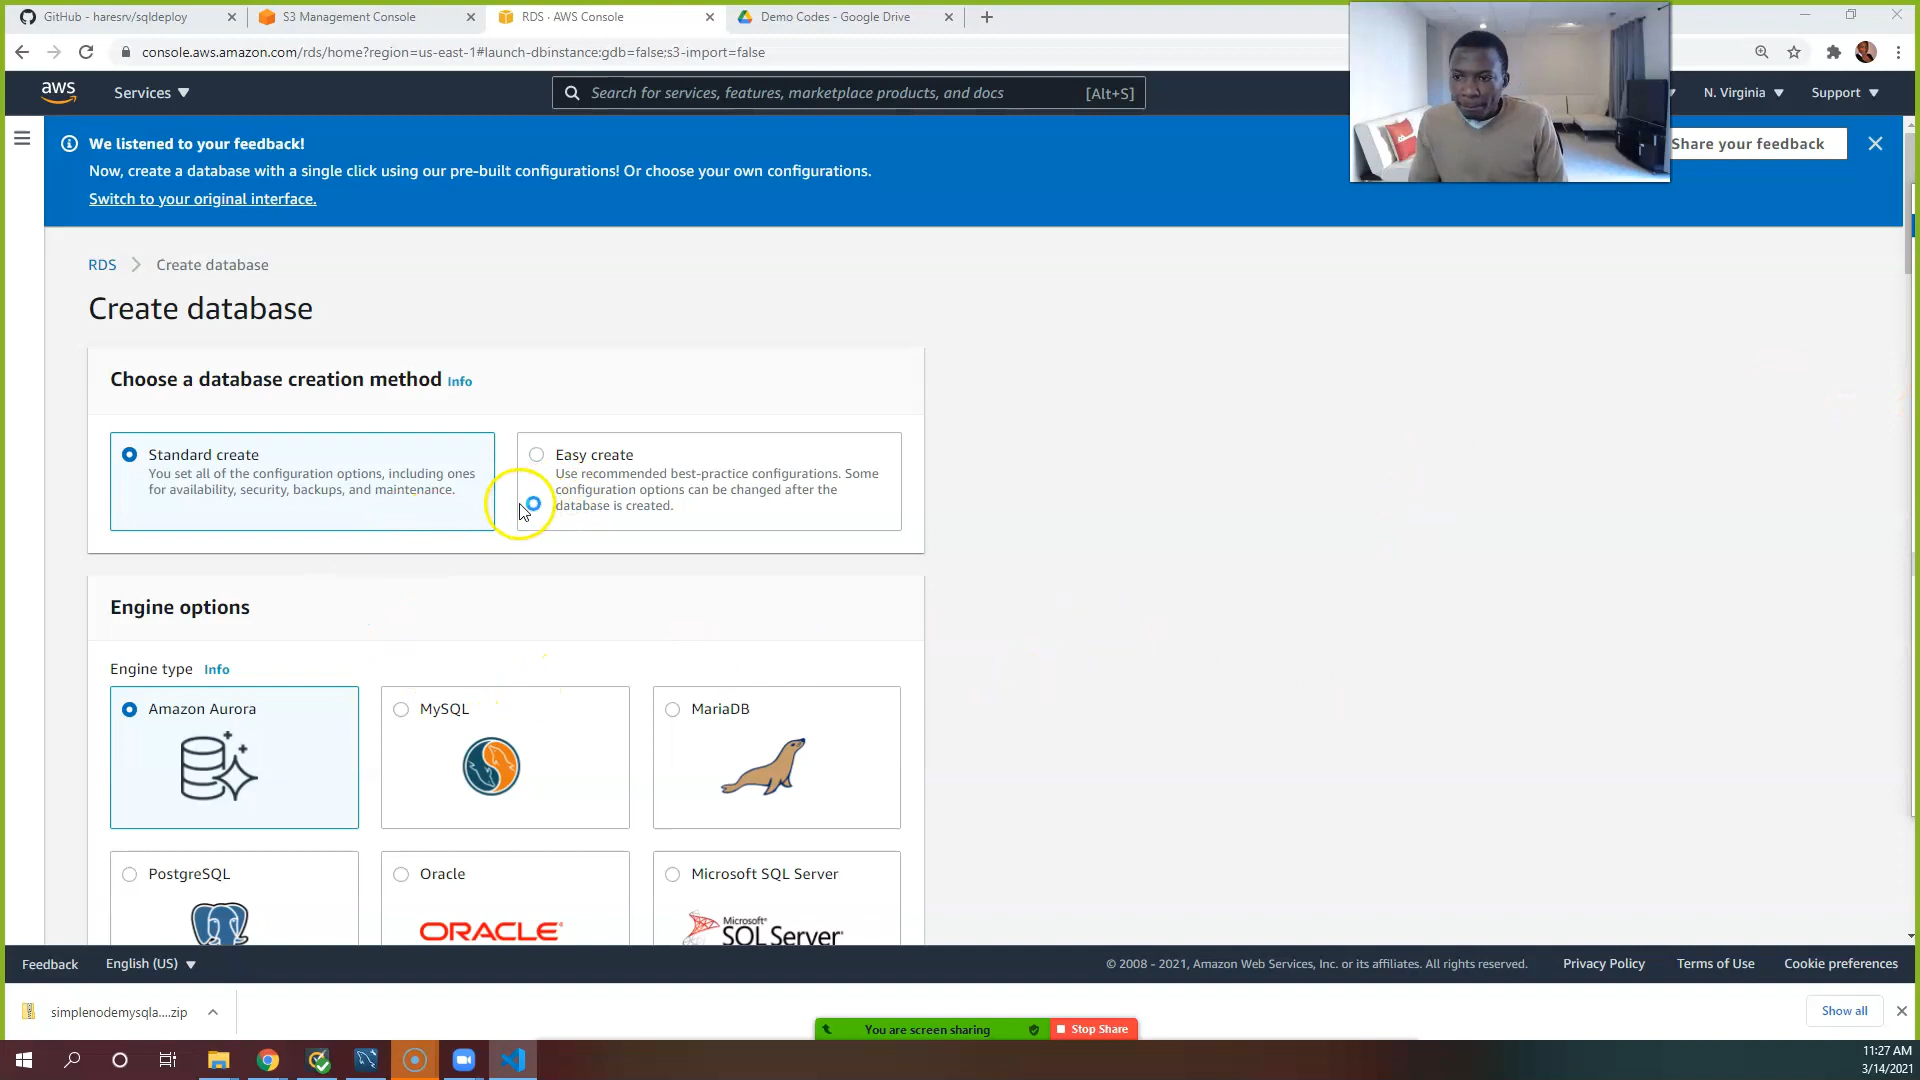 GitHub - haresrv/sqldeploy
S3 Management Console
RDS · AWS Console
Demo Codes - Google Drive
console.aws.amazon.com/rds/home?region=us-east-1#launch-dbinstance:gdb=false;s3-import=false
aws
Services
Search for services, features, marketplace products, and docs
[Alt+S]
N. Virginia
Support
We listened to your feedback!
Now, create a database with a single click using our pre-built configurations! Or choose your own configurations.
Switch to your original interface.
Share your feedback
RDS
Create database
Create database
Choose a database creation method Info
Standard create
You set all of the configuration options, including ones
for availability, security, backups, and maintenance.
Easy create
Use recommended best-practice configurations. Some
configuration options can be changed after the
database is created.
Engine options
Engine type Info
Amazon Aurora
MySQL
MariaDB
PostgreSQL
Oracle
ORACLE
Microsoft SQL Server
Microsoft
SQL Server
Feedback
English (US)
© 2008 - 2021, Amazon Web Services, Inc. or its affiliates. All rights reserved.
Privacy Policy
Terms of Use
Cookie preferences
simplenodemysqla....zip
Show all
You are screen sharing
Stop Share
11:27 AM
3/14/2021